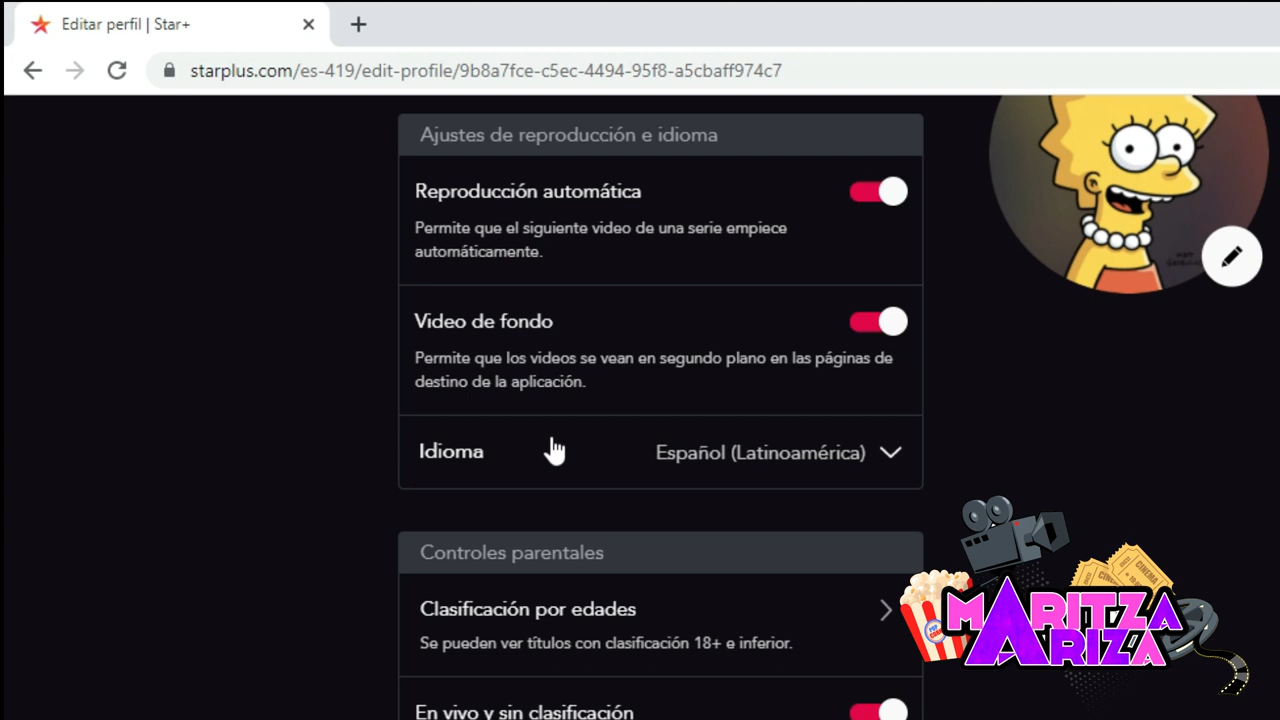 Editar perfil | Star+
starplus.com/es-419/edit-profile/9b8a7fce-c5ec-4494-95f8-a5cbaff974c7
Ajustes de reproducción e idioma
Reproducción automática
Permite que el siguiente video de una serie empiece
automáticamente.
Video de fondo
Permite que los videos se vean en segundo plano en las páginas de
destino de la aplicación.
Idioma
Español (Latinoamérica)
Controles parentales
Clasificación por edades
Se pueden ver títulos con clasificación 18+ e inferior.
En vivo y sin clasificación
CINEMA
POP CORN
MARITZA
ARIZA